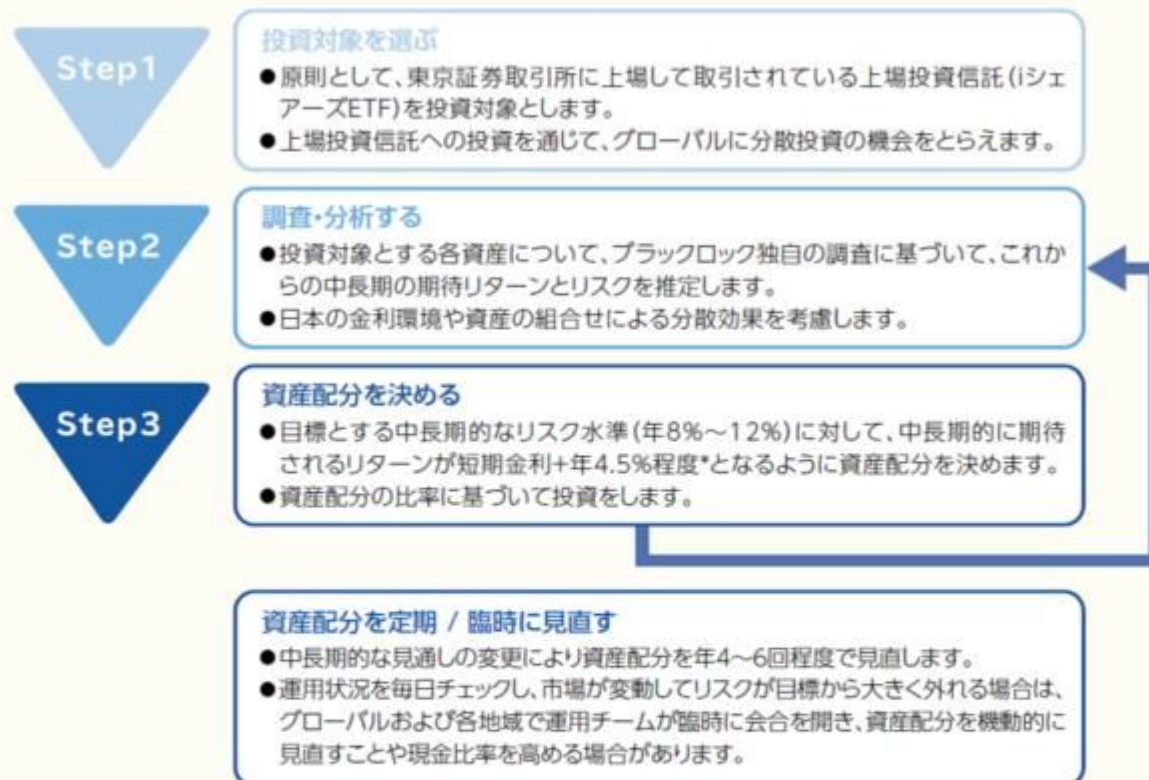 Step1
投資対象を選ぶ
●原則として、東京証券取引所に上場して取引されている上場投資信託(iシェ
アーズETF)を投資対象とします。
●上場投資信託への投資を通じて、グローバルに分散投資の機会をとらえます。
Step2
調査・分析する
●投資対象とする各資産について、ブラックロック独自の調査に基づいて、これか
らの中長期の期待リターンとリスクを推定します。
●日本の金利環境や資産の組合せによる分散効果を考慮します。
Step3
資産配分を決める
●目標とする中長期的なリスク水準(年8%～12%)に対して、中長期的に期待
されるリターンが短期金利+年4.5%程度*となるように資産配分を決めます。
●資産配分の比率に基づいて投資をします。
資産配分を定期 / 臨時に見直す
●中長期的な見通しの変更により資産配分を年4～6回程度で見直します。
●運用状況を毎日チェックし、市場が変動してリスクが目標から大きく外れる場合は、
グローバルおよび各地域で運用チームが臨時に会合を開き、資産配分を機動的に
見直すことや現金比率を高める場合があります。